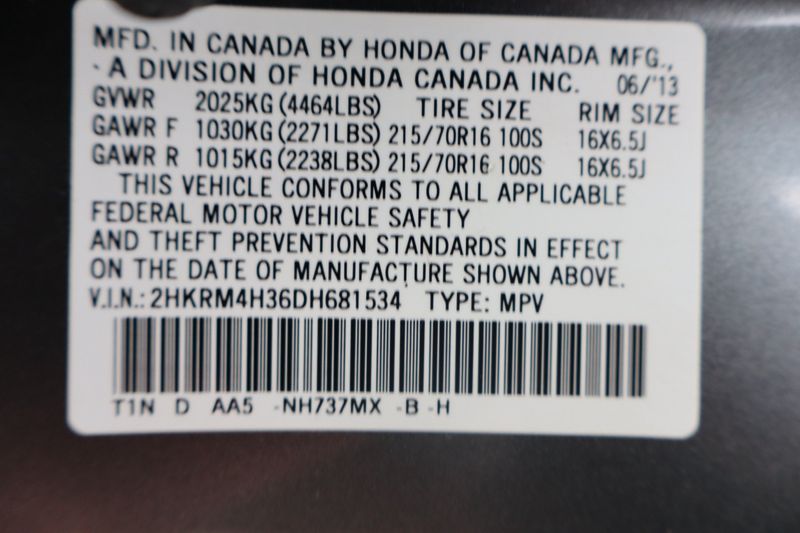 MFD. IN CANADA BY HONDA OF CANADA MFG.,
- A DIVISION OF HONDA CANADA INC. 06/'13
GVWR 2025KG (4464LBS) TIRE SIZE RIM SIZE
GAWR F 1030KG (2271LBS) 215/70R16 100S 16X6.5J
GAWR R 1015KG (2238LBS) 215/70R16 100S 16X6.5J
THIS VEHICLE CONFORMS TO ALL APPLICABLE
FEDERAL MOTOR VEHICLE SAFETY
AND THEFT PREVENTION STANDARDS IN EFFECT
ON THE DATE OF MANUFACTURE SHOWN ABOVE.
V.I.N.: 2HKRM4H36DH681534 TYPE: MPV
T1N D AA5 -NH737MX -B -H